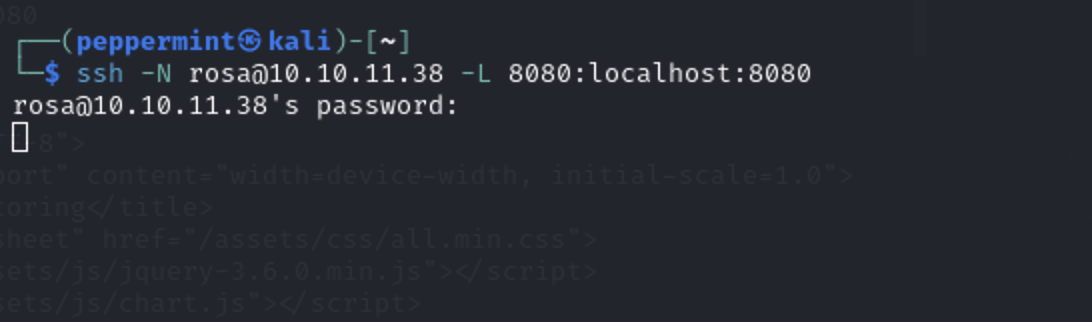 080
┌──(peppermint㉿kali)-[~]
└─$ ssh -N rosa@10.10.11.38 -L 8080:localhost:8080
rosa@10.10.11.38's password:
-8">
port" content="width=device-width, initial-scale=1.0">
toring</title>
sheet" href="/assets/css/all.min.css">
sets/js/jquery-3.6.0.min.js"></script>
sets/js/chart.js"></script>